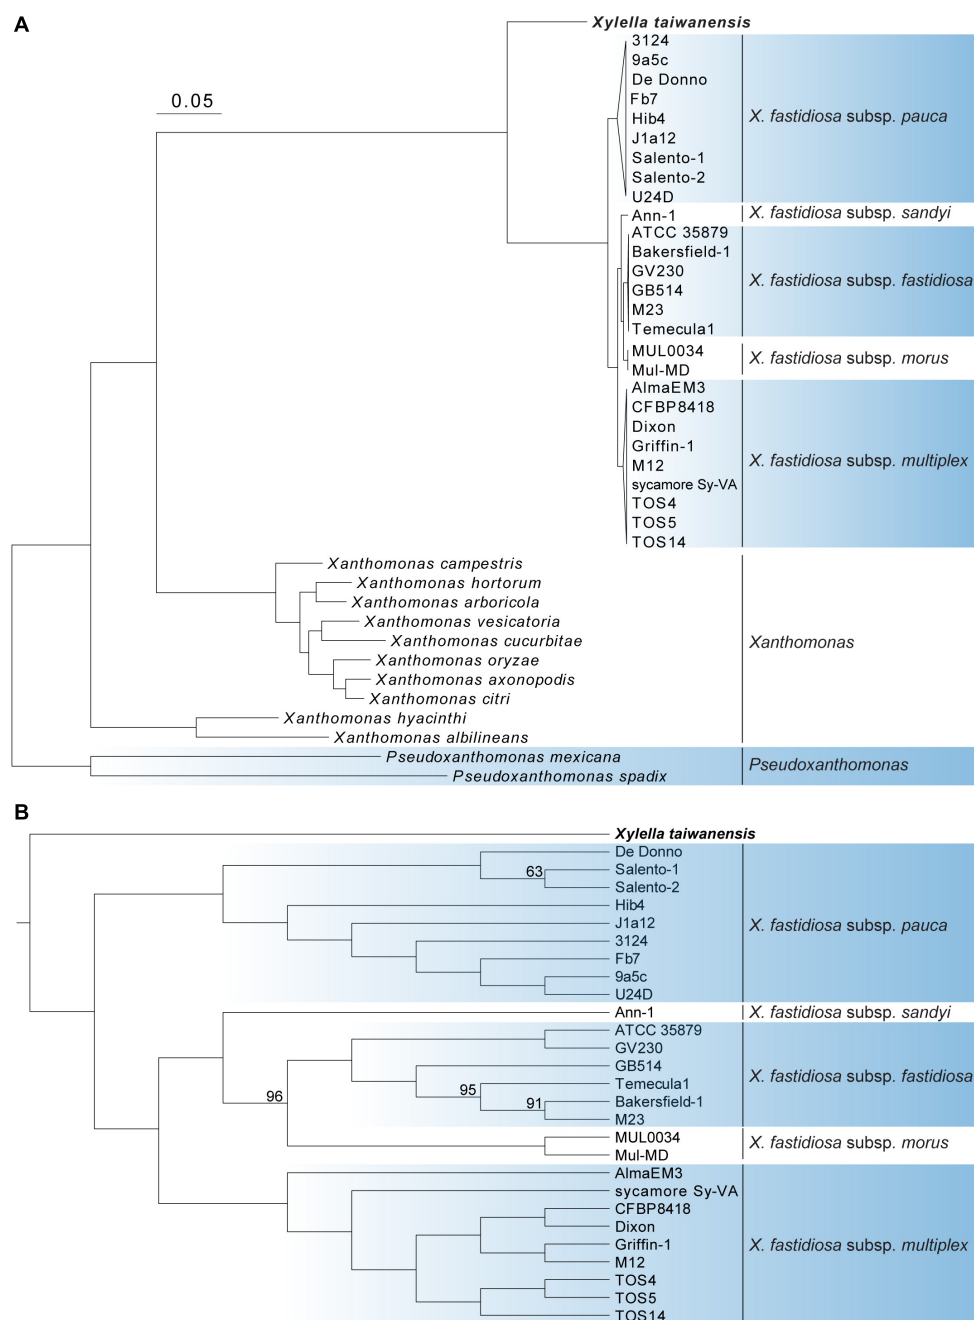 A
Xylella taiwanensis
0.05
3124
9a5c
De Donno
Fb7
Hib4
J1a12
Salento-1
Salento-2
U24D
X. fastidiosa subsp. pauca
Ann-1
X. fastidiosa subsp. sandyi
ATCC 35879
Bakersfield-1
GV230
GB514
M23
Temecula1
X. fastidiosa subsp. fastidiosa
MUL0034
Mul-MD
X. fastidiosa subsp. morus
AlmaEM3
CFBP8418
Dixon
Griffin-1
M12
sycamore Sy-VA
TOS4
TOS5
TOS14
X. fastidiosa subsp. multiplex
Xanthomonas campestris
Xanthomonas hortorum
Xanthomonas arboricola
Xanthomonas vesicatoria
Xanthomonas cucurbitae
Xanthomonas oryzae
Xanthomonas axonopodis
Xanthomonas citri
Xanthomonas hyacinthi
Xanthomonas albilineans
Xanthomonas
Pseudoxanthomonas mexicana
Pseudoxanthomonas spadix
Pseudoxanthomonas
B
Xylella taiwanensis
De Donno
63
Salento-1
Salento-2
Hib4
J1a12
3124
Fb7
9a5c
U24D
X. fastidiosa subsp. pauca
Ann-1
X. fastidiosa subsp. sandyi
96
ATCC 35879
GV230
GB514
95
Temecula1
91
Bakersfield-1
M23
X. fastidiosa subsp. fastidiosa
MUL0034
Mul-MD
X. fastidiosa subsp. morus
AlmaEM3
sycamore Sy-VA
CFBP8418
Dixon
Griffin-1
M12
TOS4
TOS5
TOS14
X. fastidiosa subsp. multiplex